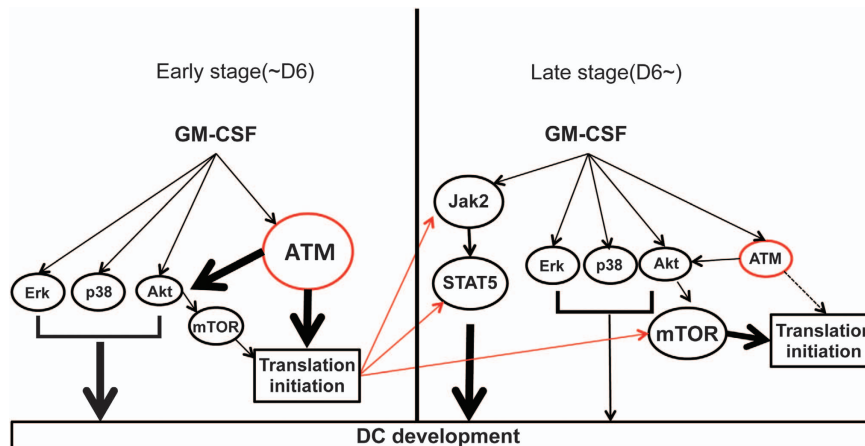 Early stage(~D6)
GM-CSF
ATM
Erk
p38
Akt
mTOR
Translation
initiation
Late stage(D6~)
GM-CSF
Jak2
STAT5
Erk
p38
Akt
ATM
mTOR
Translation
initiation
DC development